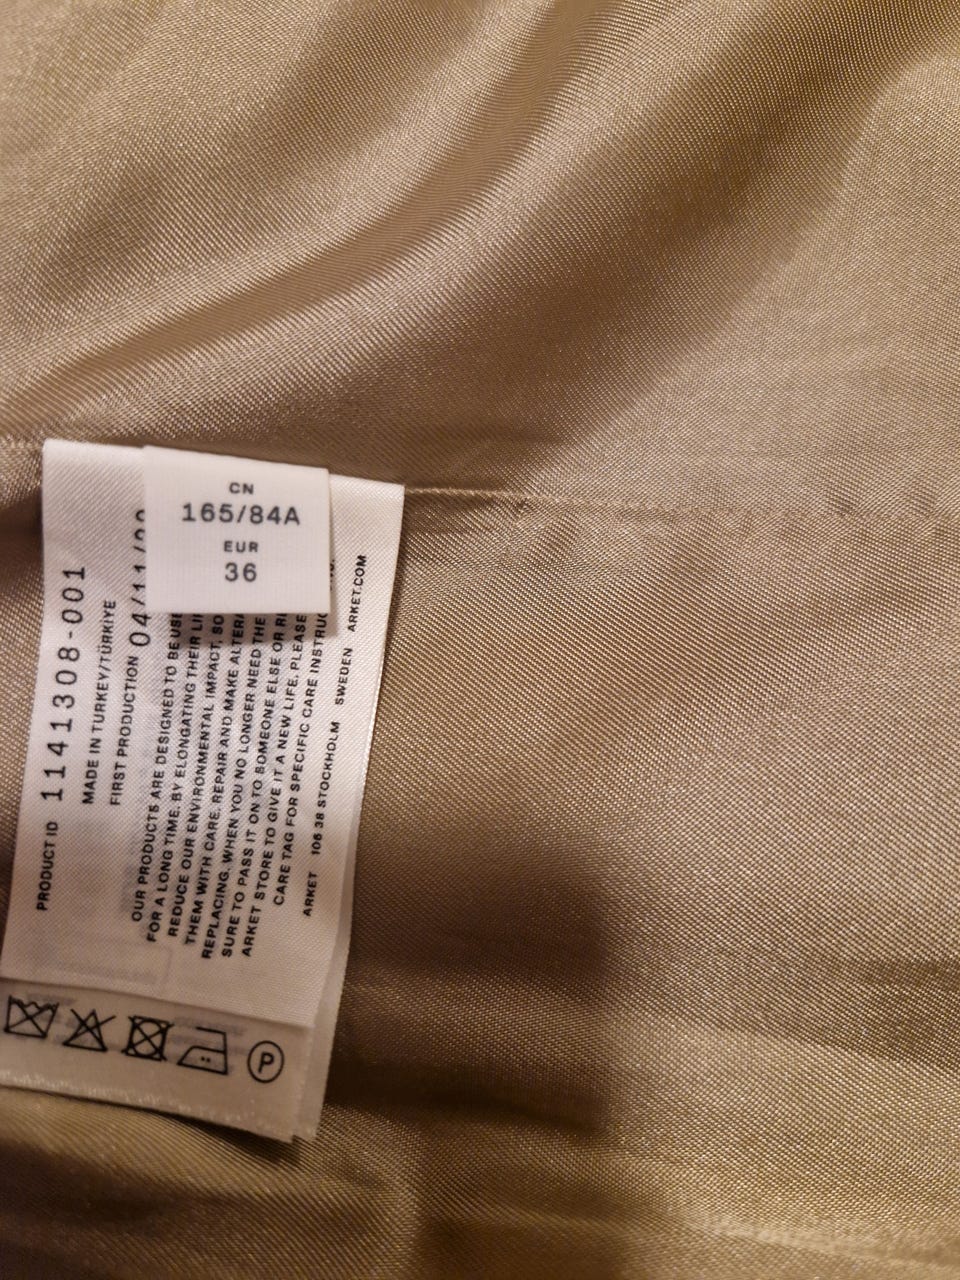 CN
165/84A
EUR
36
PRODUCT ID 1141308-001
MADE IN TURKEY/TÜRKİYE
FIRST PRODUCTION 04/11/
OUR PRODUCTS ARE DESIGNED TO BE USE
FOR A LONG TIME. BY ELONGATING THEIR
REDUCE OUR ENVIRONMENTAL IMPACT, SO
THEM WITH CARE. REPAIR AND MAKE
REPLACING. WHEN YOU NO LONGER NEED THE
SURE TO PASS IT ON TO SOMEONE ELSE OR
ARKET STORE TO GIVE IT A NEW LIFE. PLEASE
CARE TAG FOR SPECIFIC CARE
ARKET 106 38 STOCKHOLM SWEDEN ARKET.COM
P